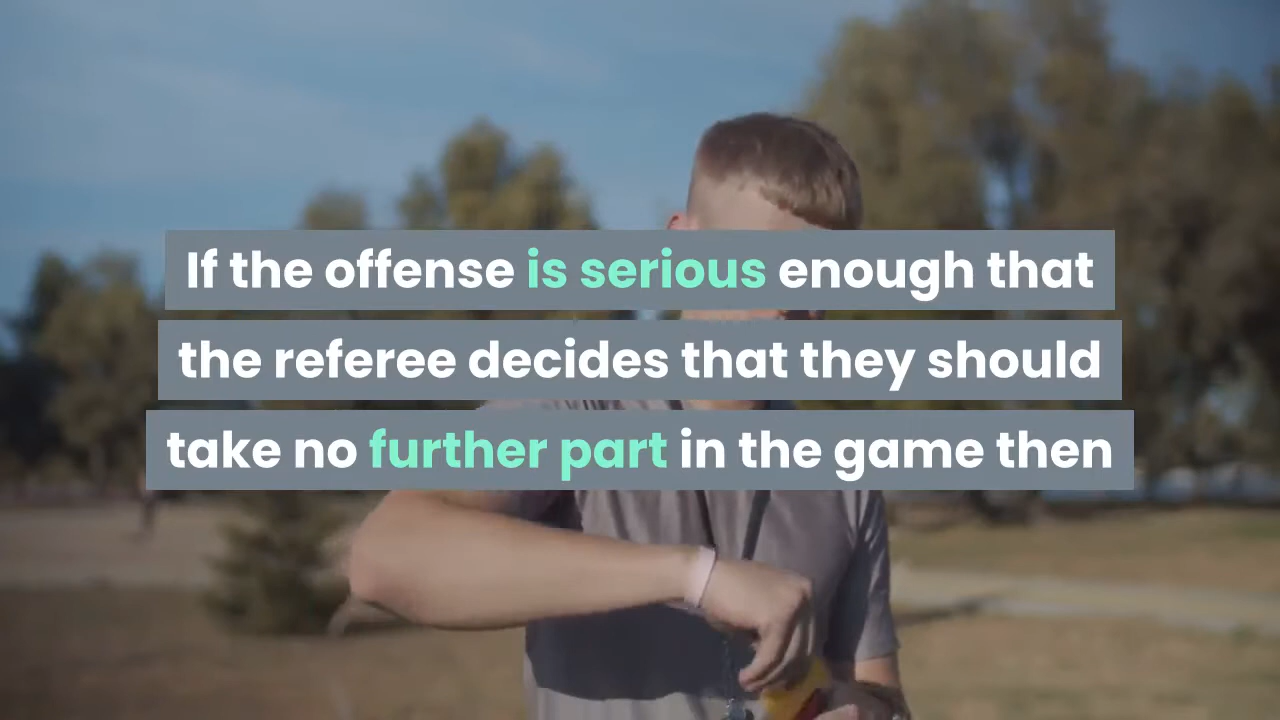 If the offense is serious enough that
the referee decides that they should
take no further part in the game then